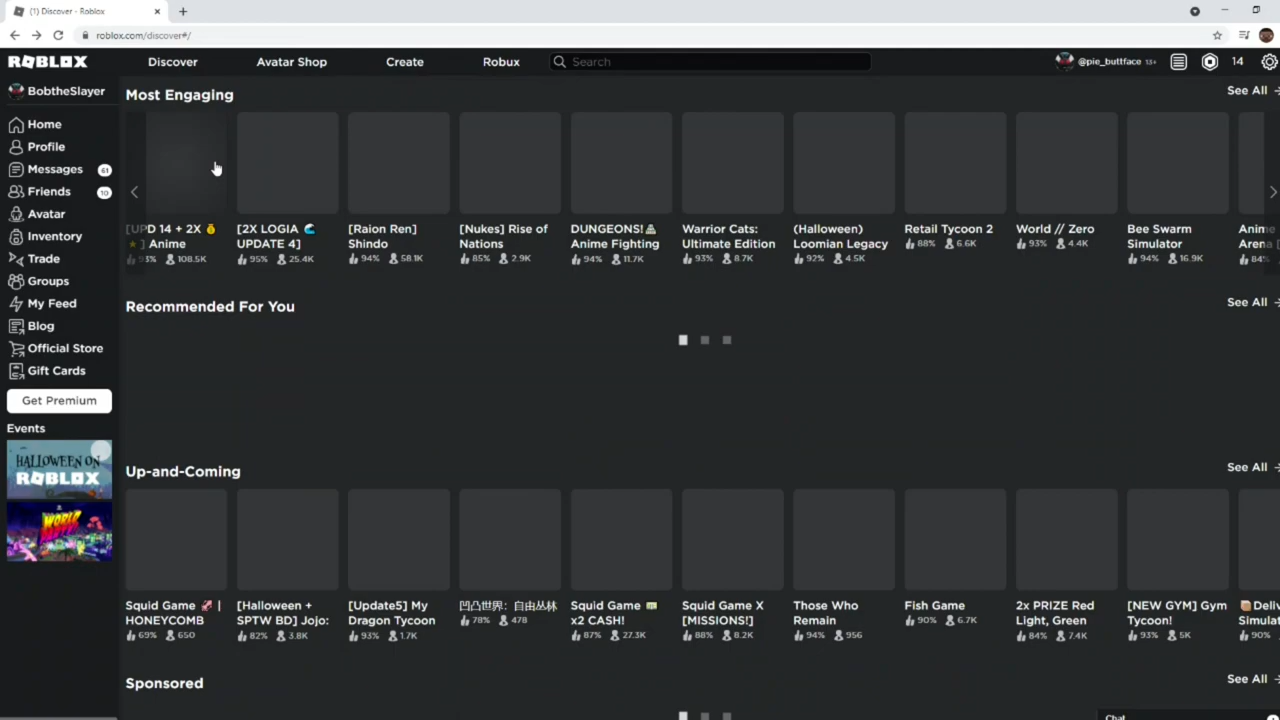 (1) Discover - Roblox
roblox.com/discover#/
ROBLOX Discover Avatar Shop Create Robux Search @pie_buttface 13+ 14
BobtheSlayer
Home
Profile
Messages 61
Friends 10
Avatar
Inventory
Trade
Groups
My Feed
Blog
Official Store
Gift Cards
Get Premium
Events
HALLOWEEN ON
ROBLOX
WORLD
Most Engaging See All
[UPD 14 + 2X
] Anime
93% 108.5K
[2X LOGIA
UPDATE 4]
95% 25.4K
[Raion Ren]
Shindo
94% 58.1K
[Nukes] Rise of
Nations
85% 2.9K
DUNGEONS!
Anime Fighting
94% 11.7K
Warrior Cats:
Ultimate Edition
93% 8.7K
(Halloween)
Loomian Legacy
92% 4.5K
Retail Tycoon 2
88% 6.6K
World // Zero
93% 4.4K
Bee Swarm
Simulator
94% 16.9K
Anime
Arena
84%
Recommended For You See All
Up-and-Coming See All
Squid Game |
HONEYCOMB
69% 650
[Halloween +
SPTW BD] Jojo:
82% 3.8K
[Update5] My
Dragon Tycoon
93% 1.7K
凹凸世界：自由丛林
78% 478
Squid Game
x2 CASH!
87% 27.3K
Squid Game X
[MISSIONS!]
88% 8.2K
Those Who
Remain
94% 956
Fish Game
90% 6.7K
2x PRIZE Red
Light, Green
84% 7.4K
[NEW GYM] Gym
Tycoon!
93% 5K
Deli
Simulat
90%
Sponsored See All
Chat